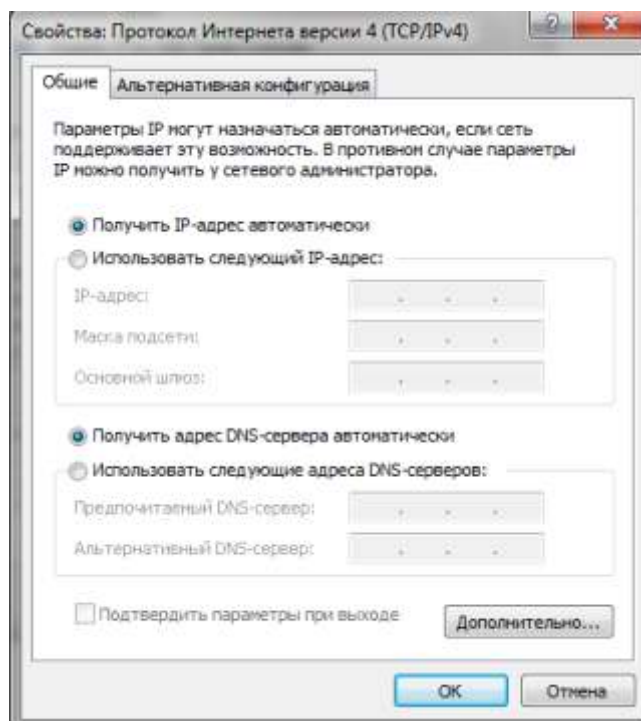 Свойства: Протокол Интернета версии 4 (TCP/IPv4)
Общие
Альтернативная конфигурация
Параметры IP могут назначаться автоматически, если сеть
поддерживает эту возможность. В противном случае параметры
IP можно получить у сетевого администратора.
Получить IP-адрес автоматически
Использовать следующий IP-адрес:
IP-адрес:
Маска подсети:
Основной шлюз:
Получить адрес DNS-сервера автоматически
Использовать следующие адреса DNS-серверов:
Предпочитаемый DNS-сервер:
Альтернативный DNS-сервер:
Подтвердить параметры при выходе
Дополнительно...
ОК
Отмена